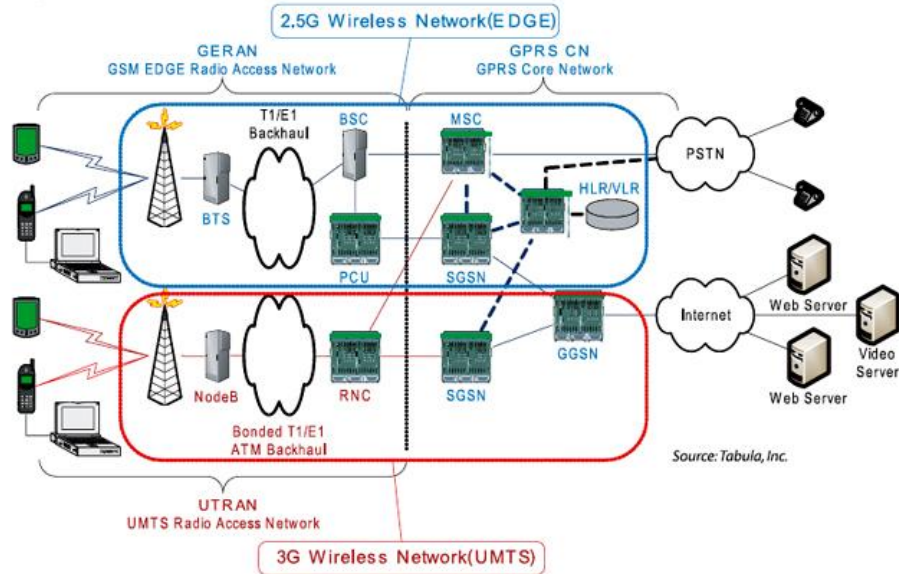 2.5G Wireless Network(EDGE)
GERAN
GSM EDGE Radio Access Network
GPRS CN
GPRS Core Network
T1/E1
Backhaul
BSC
MSC
PSTN
HLR/VLR
BTS
PCU
SGSN
Web Server
Internet
Video
Server
GGSN
NodeB
RNC
SGSN
Web Server
Bonded T1/E1
ATM Backhaul
Source: Tabula, Inc.
UTRAN
UMTS Radio Access Network
3G Wireless Network(UMTS)